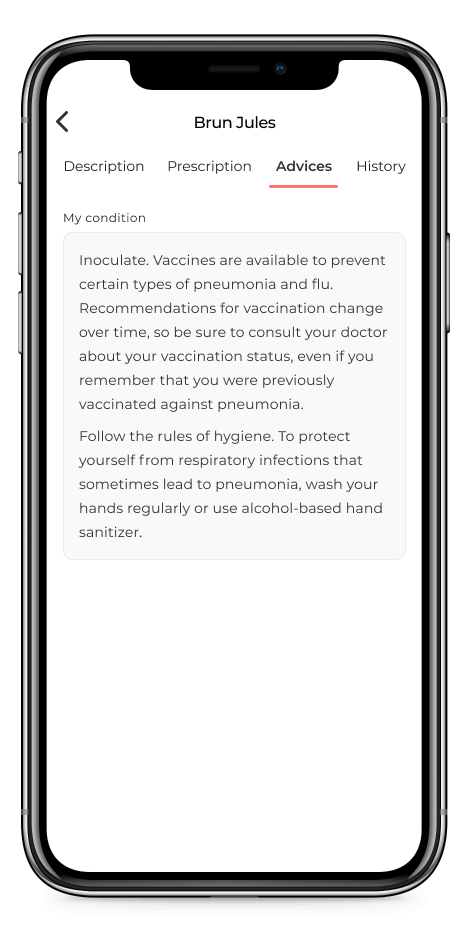 Brun Jules
Description Prescription Advices History
My condition
Inoculate. Vaccines are available to prevent
certain types of pneumonia and flu.
Recommendations for vaccination change
over time, so be sure to consult your doctor
about your vaccination status, even if you
remember that you were previously
vaccinated against pneumonia.
Follow the rules of hygiene. To protect
yourself from respiratory infections that
sometimes lead to pneumonia, wash your
hands regularly or use alcohol-based hand
sanitizer.